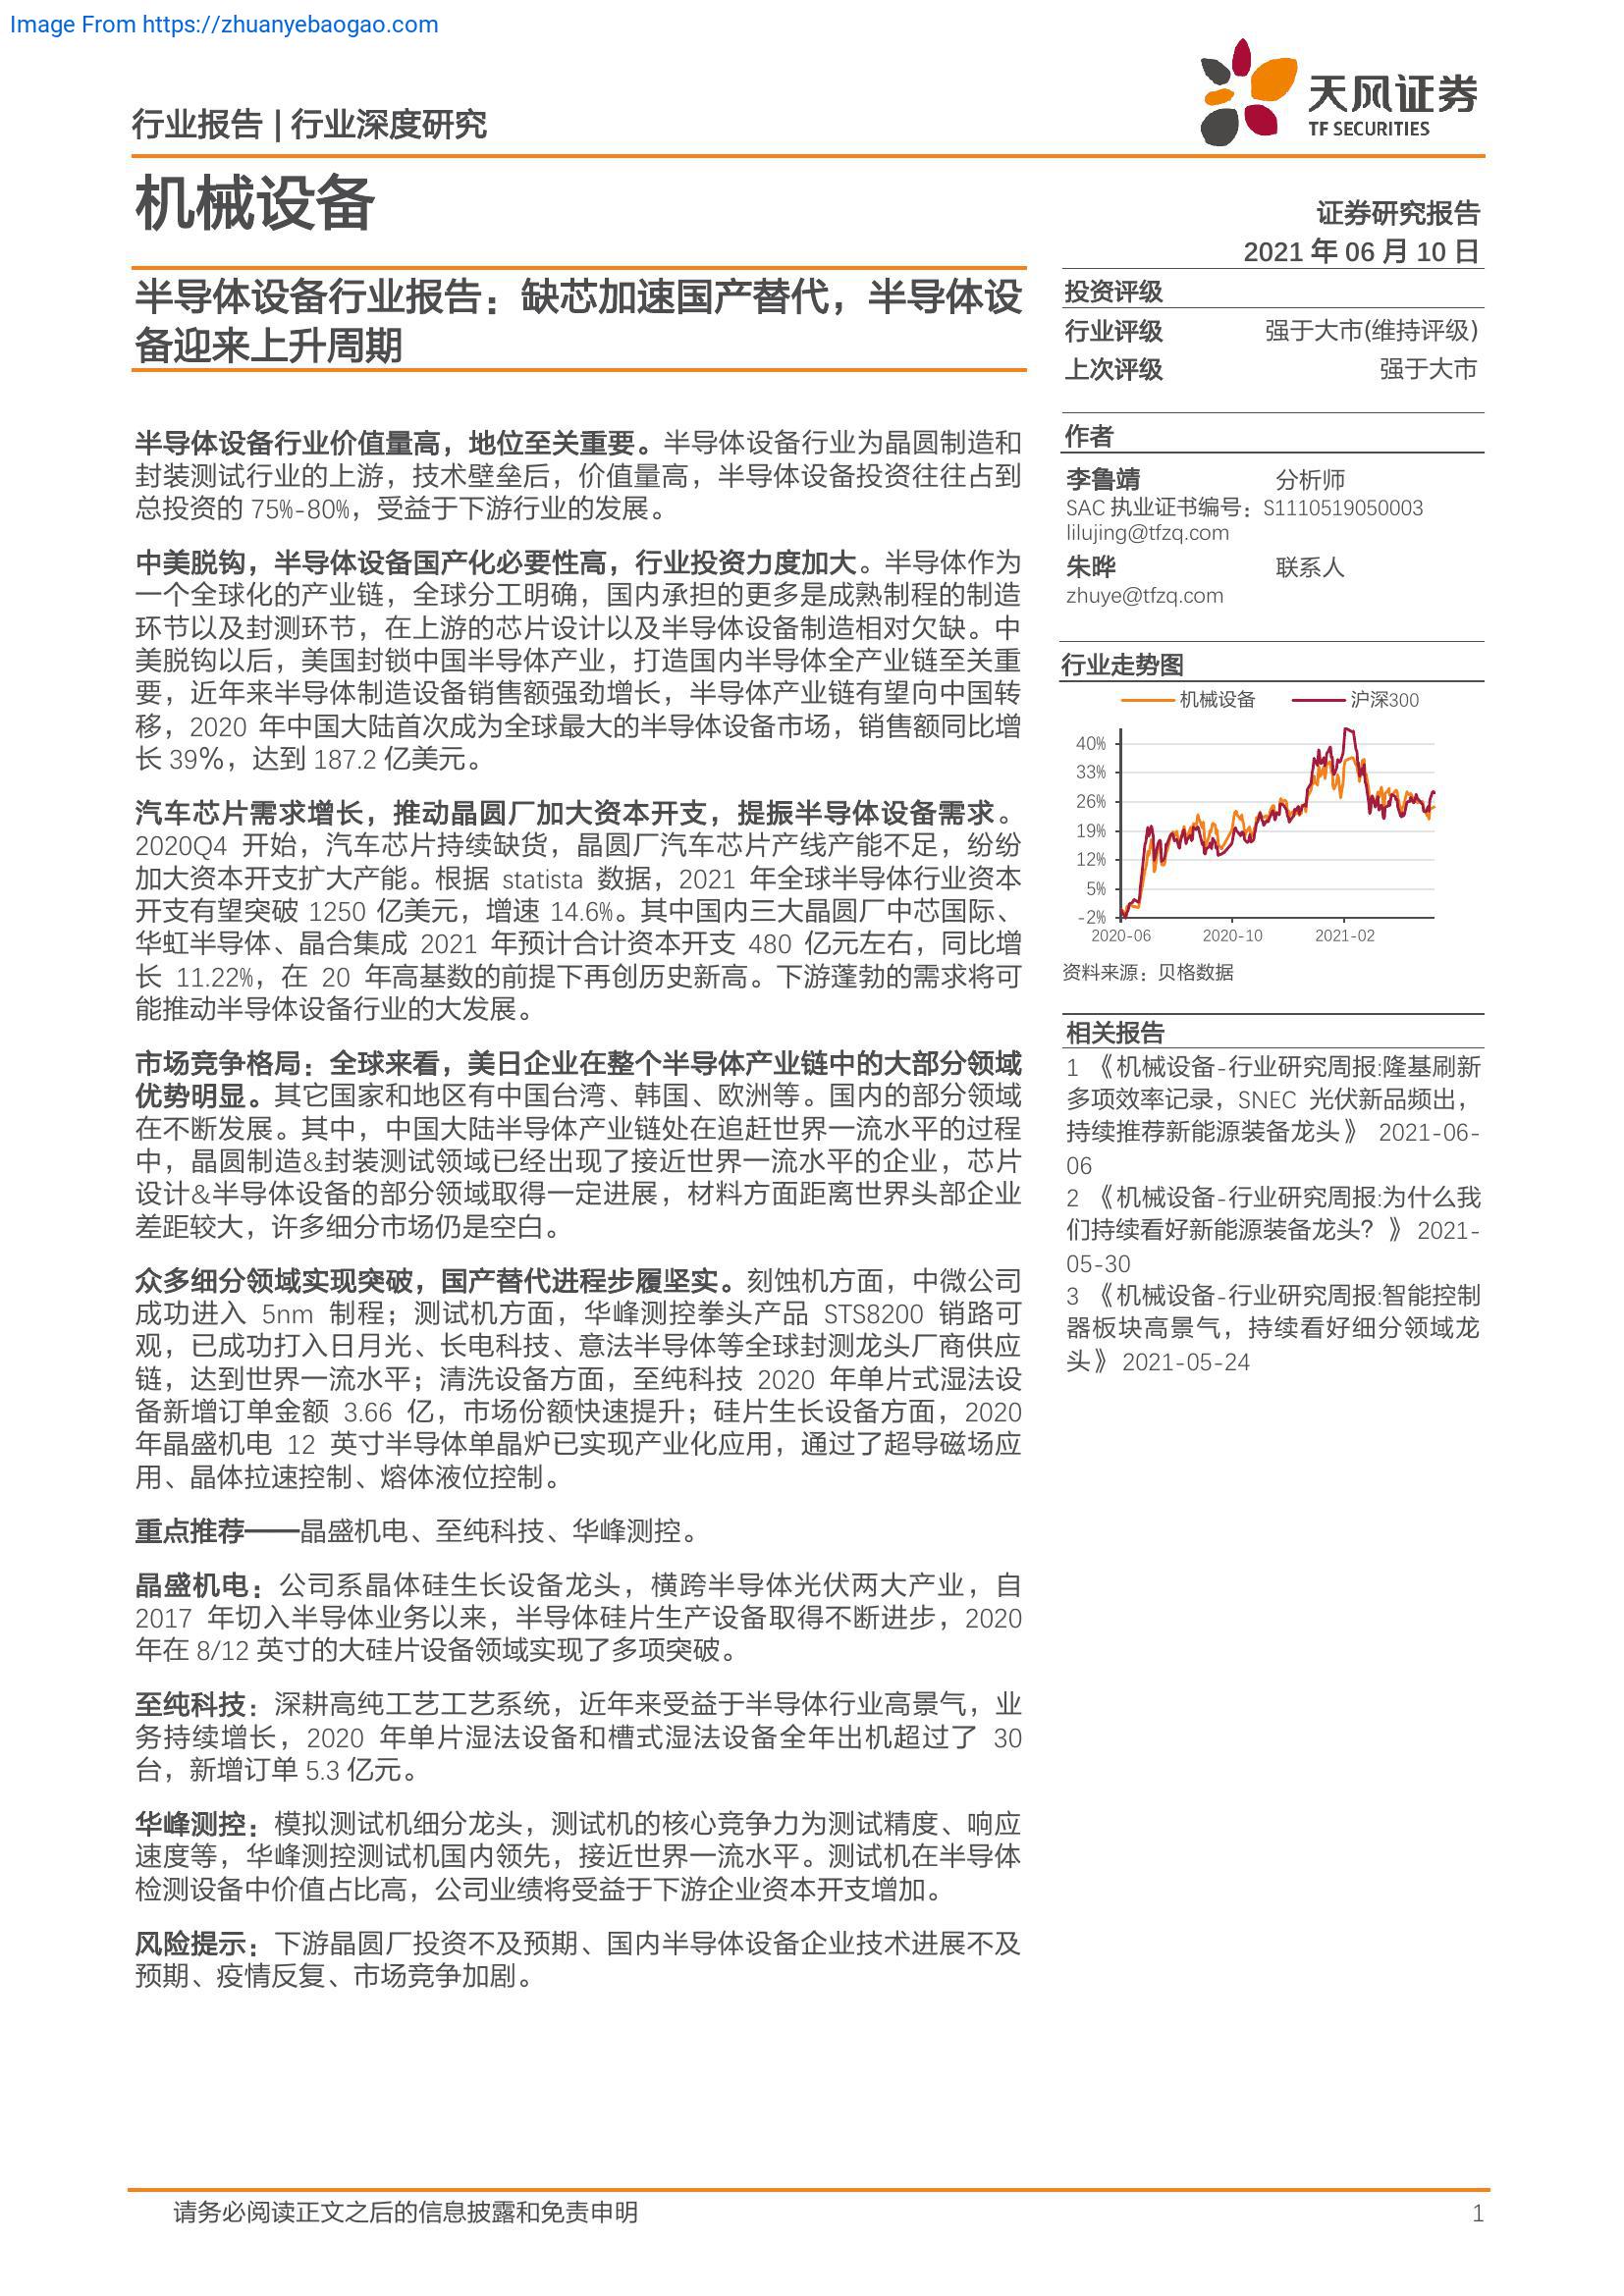 Image From https://zhuanyebaogao.com
行业报告 | 行业深度研究
天风证券
TF SECURITIES
机械设备
证券研究报告
2021 年 06 月 10 日
半导体设备行业报告：缺芯加速国产替代，半导体设
备迎来上升周期
半导体设备行业价值量高，地位至关重要。半导体设备行业为晶圆制造和
封装测试行业的上游，技术壁垒后，价值量高，半导体设备投资往往占到
总投资的 75%-80%，受益于下游行业的发展。
中美脱钩，半导体设备国产化必要性高，行业投资力度加大。半导体作为
一个全球化的产业链，全球分工明确，国内承担的更多是成熟制程的制造
环节以及封测环节，在上游的芯片设计以及半导体设备制造相对欠缺。中
美脱钩以后，美国封锁中国半导体产业，打造国内半导体全产业链至关重
要，近年来半导体制造设备销售额强劲增长，半导体产业链有望向中国转
移，2020 年中国大陆首次成为全球最大的半导体设备市场，销售额同比增
长 39%，达到 187.2 亿美元。
汽车芯片需求增长，推动晶圆厂加大资本开支，提振半导体设备需求。
2020Q4 开始，汽车芯片持续缺货，晶圆厂汽车芯片产线产能不足，纷纷
加大资本开支扩大产能。根据 statista 数据，2021 年全球半导体行业资本
开支有望突破 1250 亿美元，增速 14.6%。其中国内三大晶圆厂中芯国际、
华虹半导体、晶合集成 2021 年预计合计资本开支 480 亿元左右，同比增
长 11.22%，在 20 年高基数的前提下再创历史新高。下游蓬勃的需求将可
能推动半导体设备行业的大发展。
市场竞争格局：全球来看，美日企业在整个半导体产业链中的大部分领域
优势明显。其它国家和地区有中国台湾、韩国、欧洲等。国内的部分领域
在不断发展。其中，中国大陆半导体产业链处在追赶世界一流水平的过程
中，晶圆制造&封装测试领域已经出现了接近世界一流水平的企业，芯片
设计&半导体设备的部分领域取得一定进展，材料方面距离世界头部企业
差距较大，许多细分市场仍是空白。
众多细分领域实现突破，国产替代进程步履坚实。刻蚀机方面，中微公司
成功进入 5nm 制程；测试机方面，华峰测控拳头产品 STS8200 销路可
观，已成功打入日月光、长电科技、意法半导体等全球封测龙头厂商供应
链，达到世界一流水平；清洗设备方面，至纯科技 2020 年单片式湿法设
备新增订单金额 3.66 亿，市场份额快速提升；硅片生长设备方面，2020
年晶盛机电 12 英寸半导体单晶炉已实现产业化应用，通过了超导磁场应
用、晶体拉速控制、熔体液位控制。
重点推荐——晶盛机电、至纯科技、华峰测控。
晶盛机电：公司系晶体硅生长设备龙头，横跨半导体光伏两大产业，自
2017 年切入半导体业务以来，半导体硅片生产设备取得不断进步，2020
年在 8/12 英寸的大硅片设备领域实现了多项突破。
至纯科技：深耕高纯工艺工艺系统，近年来受益于半导体行业高景气，业
务持续增长，2020 年单片湿法设备和槽式湿法设备全年出机超过了 30
台，新增订单 5.3 亿元。
华峰测控：模拟测试机细分龙头，测试机的核心竞争力为测试精度、响应
速度等，华峰测控测试机国内领先，接近世界一流水平。测试机在半导体
检测设备中价值占比高，公司业绩将受益于下游企业资本开支增加。
风险提示：下游晶圆厂投资不及预期、国内半导体设备企业技术进展不及
预期、疫情反复、市场竞争加剧。
投资评级
行业评级 强于大市(维持评级)
上次评级 强于大市
作者
李鲁靖 分析师
SAC 执业证书编号：S1110519050003
lilujing@tfzq.com
朱晔 联系人
zhuye@tfzq.com
行业走势图
机械设备 沪深300
40%
33%
26%
19%
12%
5%
-2%
2020-06 2020-10 2021-02
资料来源：贝格数据
相关报告
1 《机械设备-行业研究周报:隆基刷新
多项效率记录，SNEC 光伏新品频出，
持续推荐新能源装备龙头》 2021-06-
06
2 《机械设备-行业研究周报:为什么我
们持续看好新能源装备龙头？》 2021-
05-30
3 《机械设备-行业研究周报:智能控制
器板块高景气，持续看好细分领域龙
头》 2021-05-24
请务必阅读正文之后的信息披露和免责申明 1